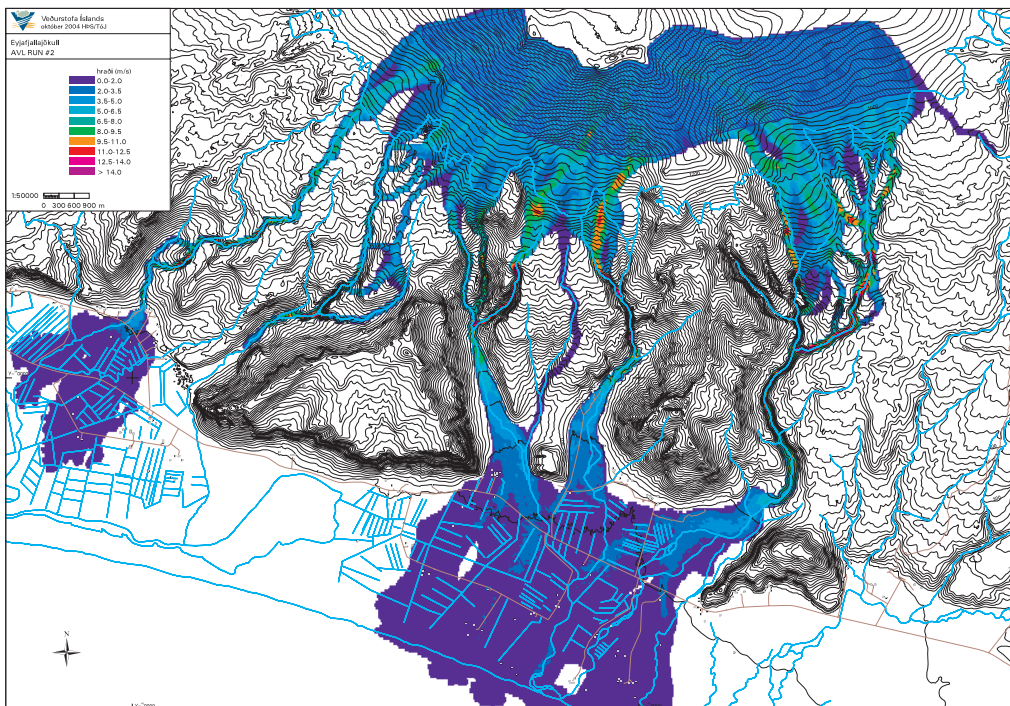 Veðurstofa Íslands
október 2004 HÞS/TóJ
Eyjafjallajökull
AVL RUN #2
hraði (m/s)
0.0-2.0
2.0-3.5
3.5-5.0
5.0-6.5
6.5-8.0
8.0-9.5
9.5-11.0
11.0-12.5
12.5-14.0
> 14.0
1:50000
0 300 600 900 m
N